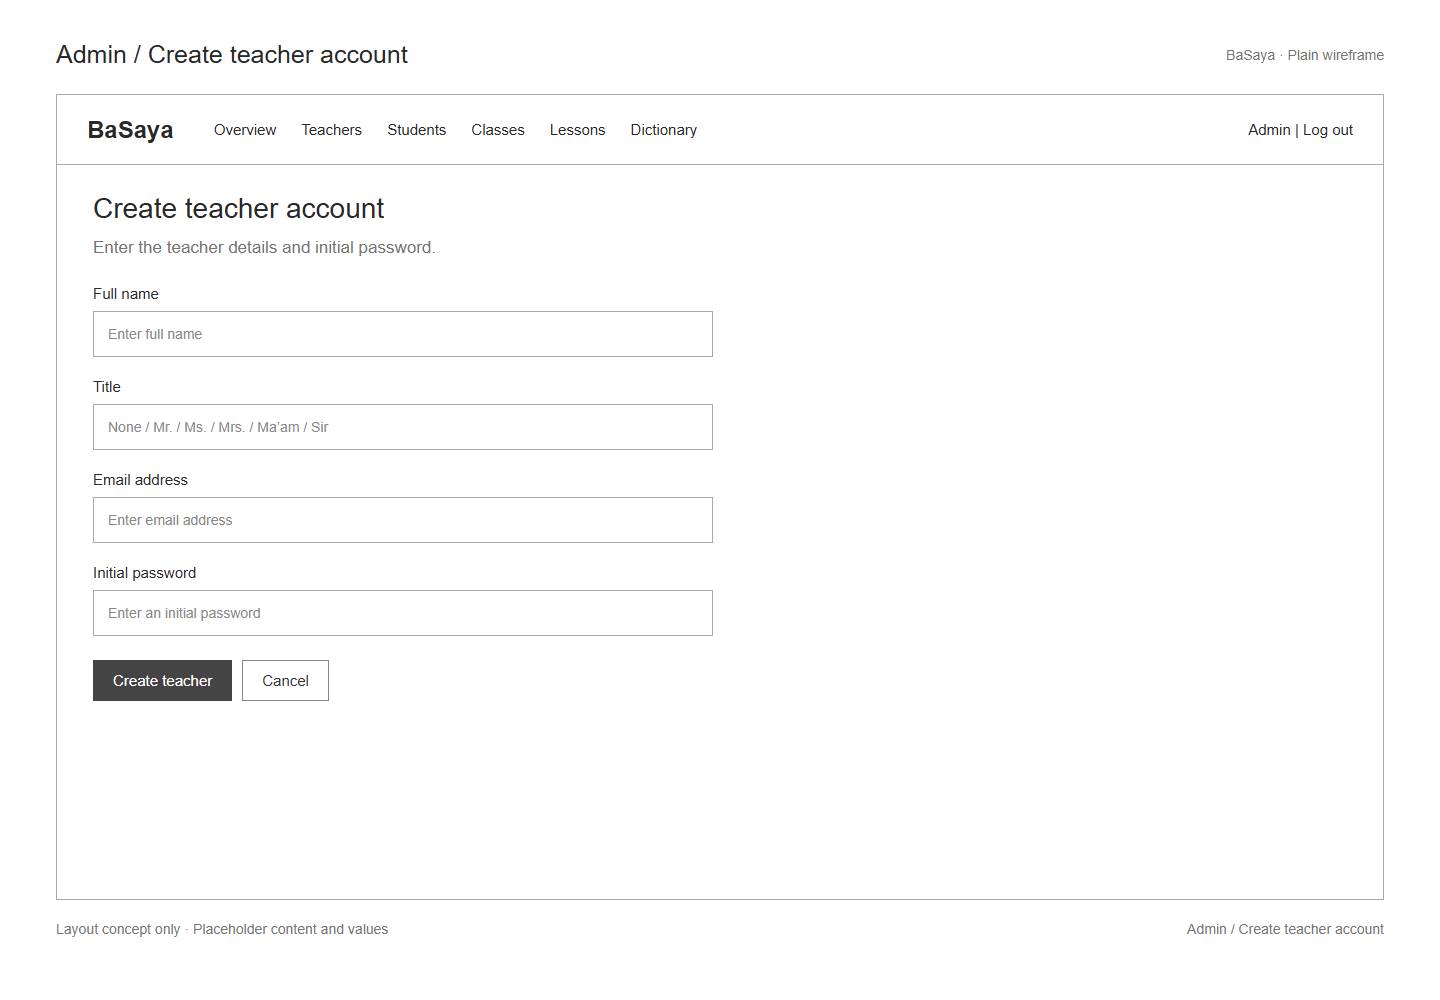 Admin / Create teacher account
BaSaya · Plain wireframe
BaSaya Overview Teachers Students Classes Lessons Dictionary Admin | Log out
Create teacher account
Enter the teacher details and initial password.
Full name
Enter full name
Title
None / Mr. / Ms. / Mrs. / Ma’am / Sir
Email address
Enter email address
Initial password
Enter an initial password
Create teacher Cancel
Layout concept only · Placeholder content and values
Admin / Create teacher account